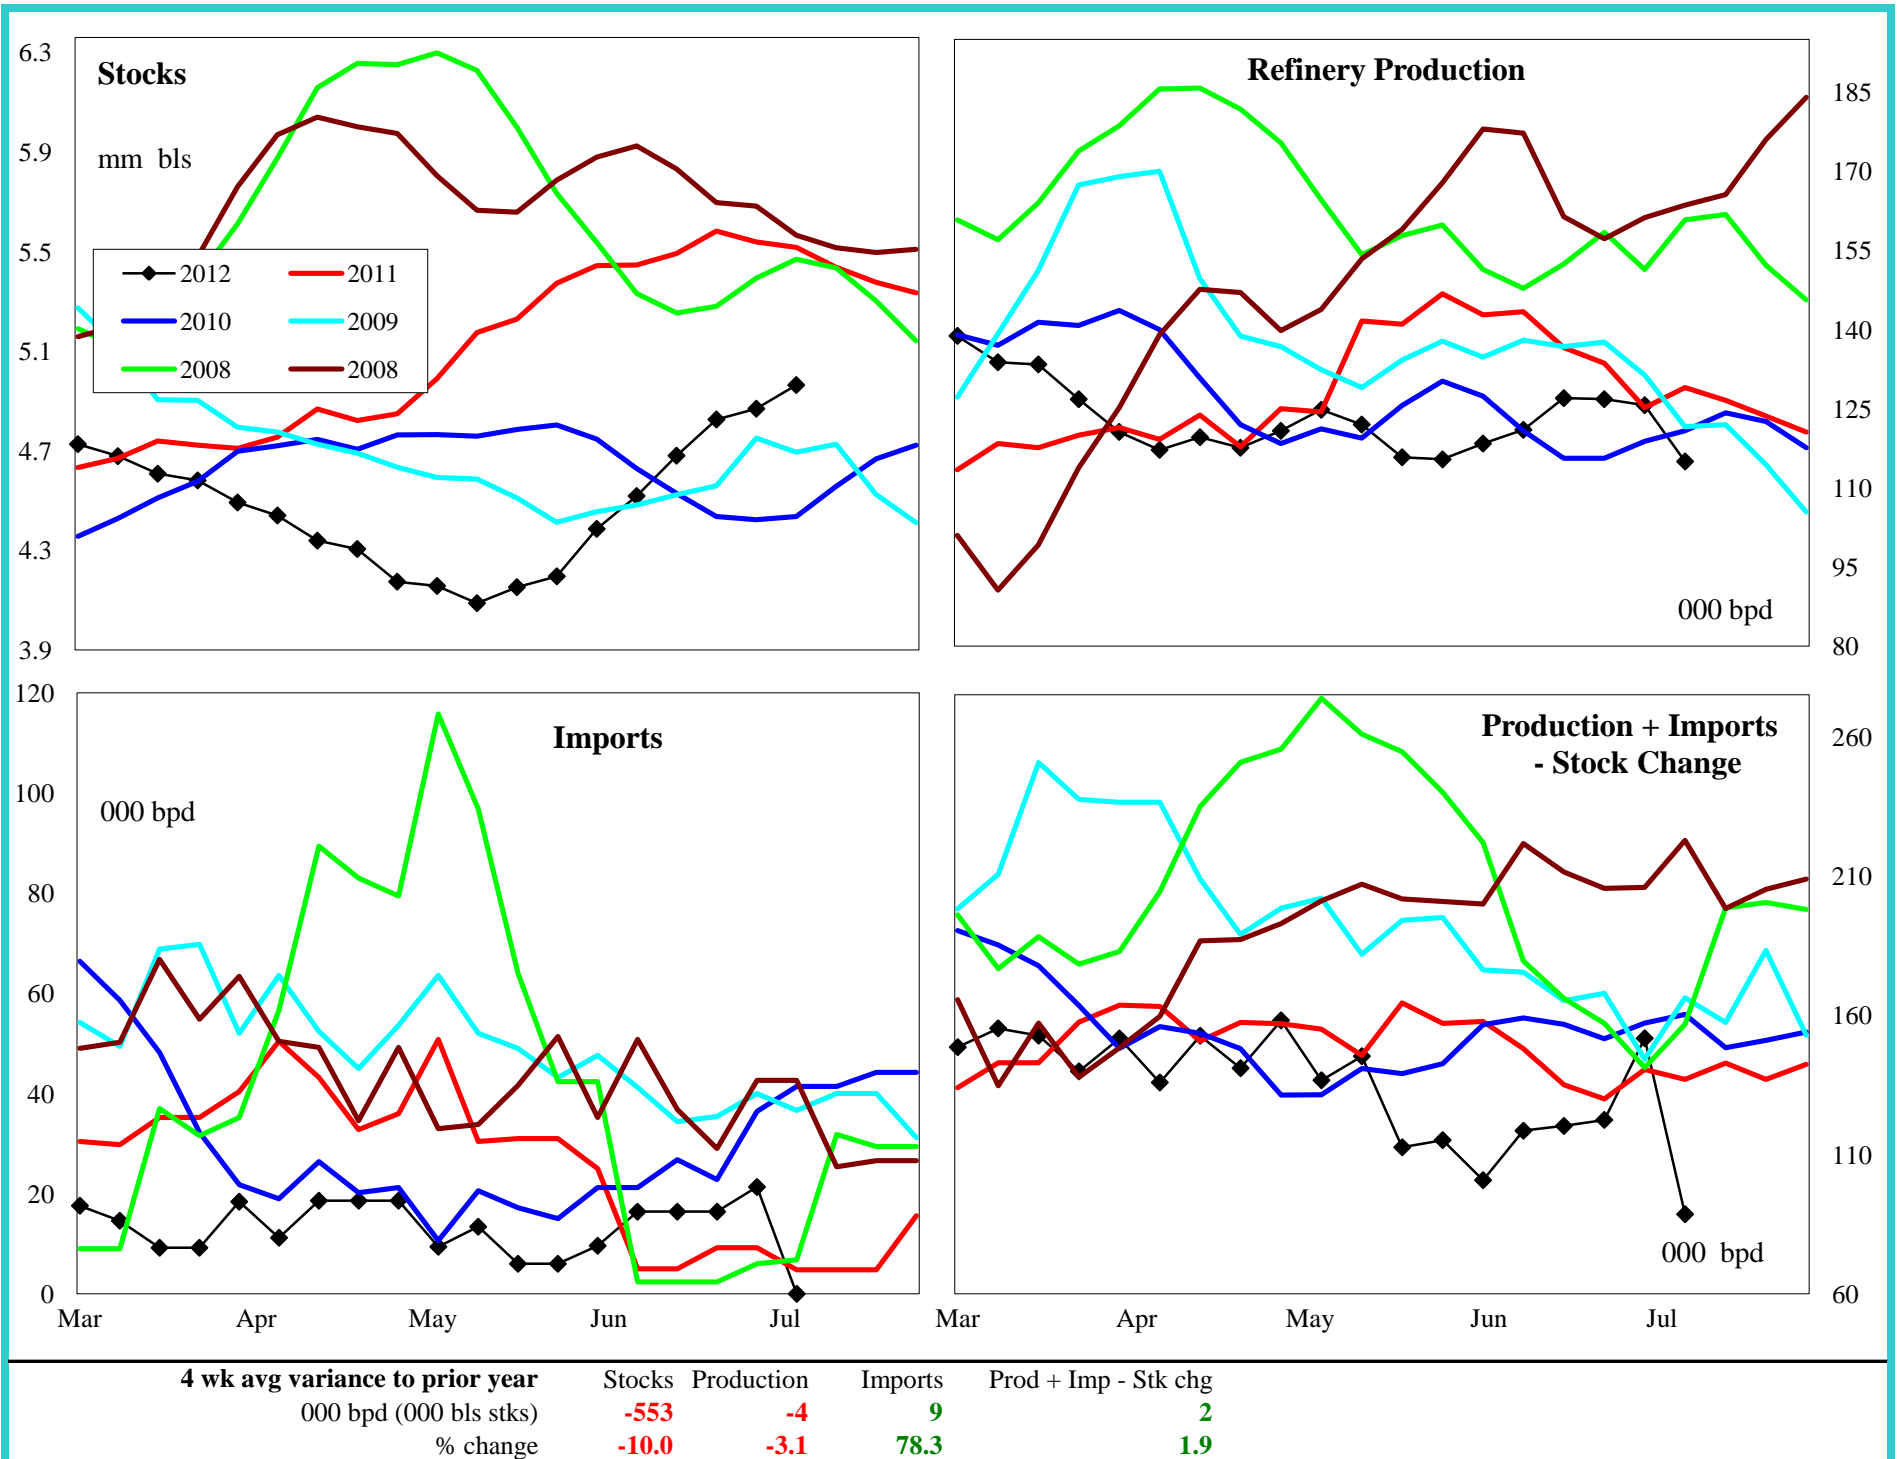 Stocks
mm bls
6.3
5.9
5.5
5.1
4.7
4.3
3.9
2012 2011
2010 2009
2008 2008
Refinery Production
000 bpd
185
170
155
140
125
110
95
80
Imports
000 bpd
120
100
80
60
40
20
0
Mar Apr May Jun Jul
Production + Imports
- Stock Change
000 bpd
260
210
160
110
60
Mar Apr May Jun Jul
4 wk avg variance to prior year Stocks Production Imports Prod + Imp - Stk chg
000 bpd (000 bls stks) -553 -4 9 2
% change -10.0 -3.1 78.3 1.9